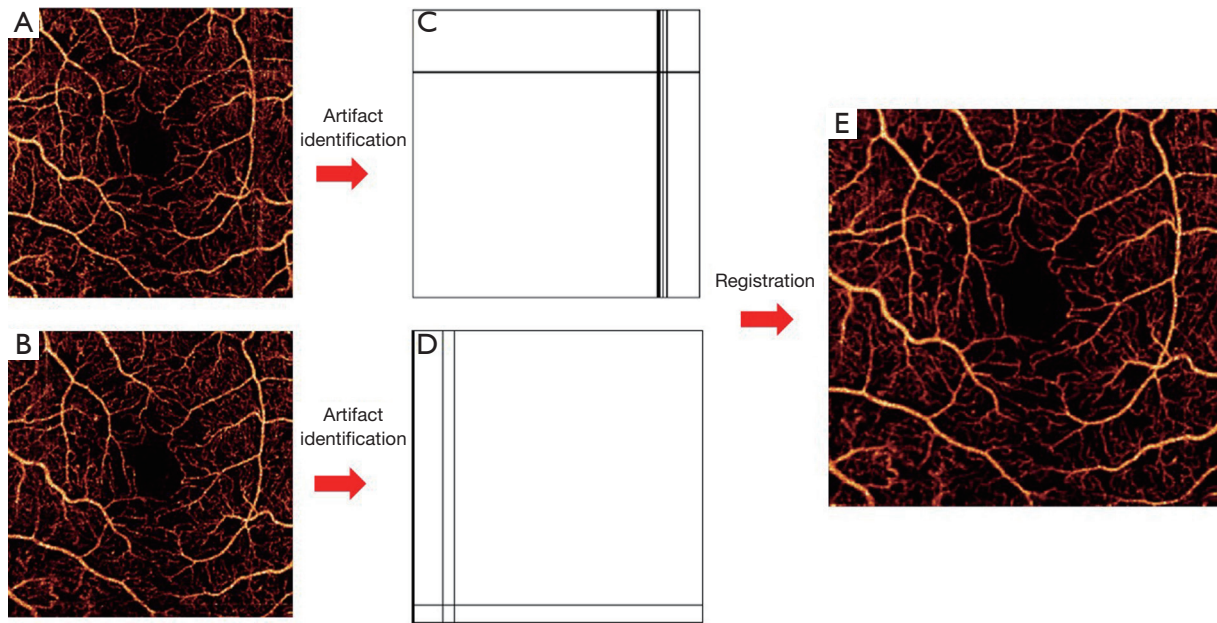 A
C
Artifact
identification
E
Registration
B
D
Artifact
identification